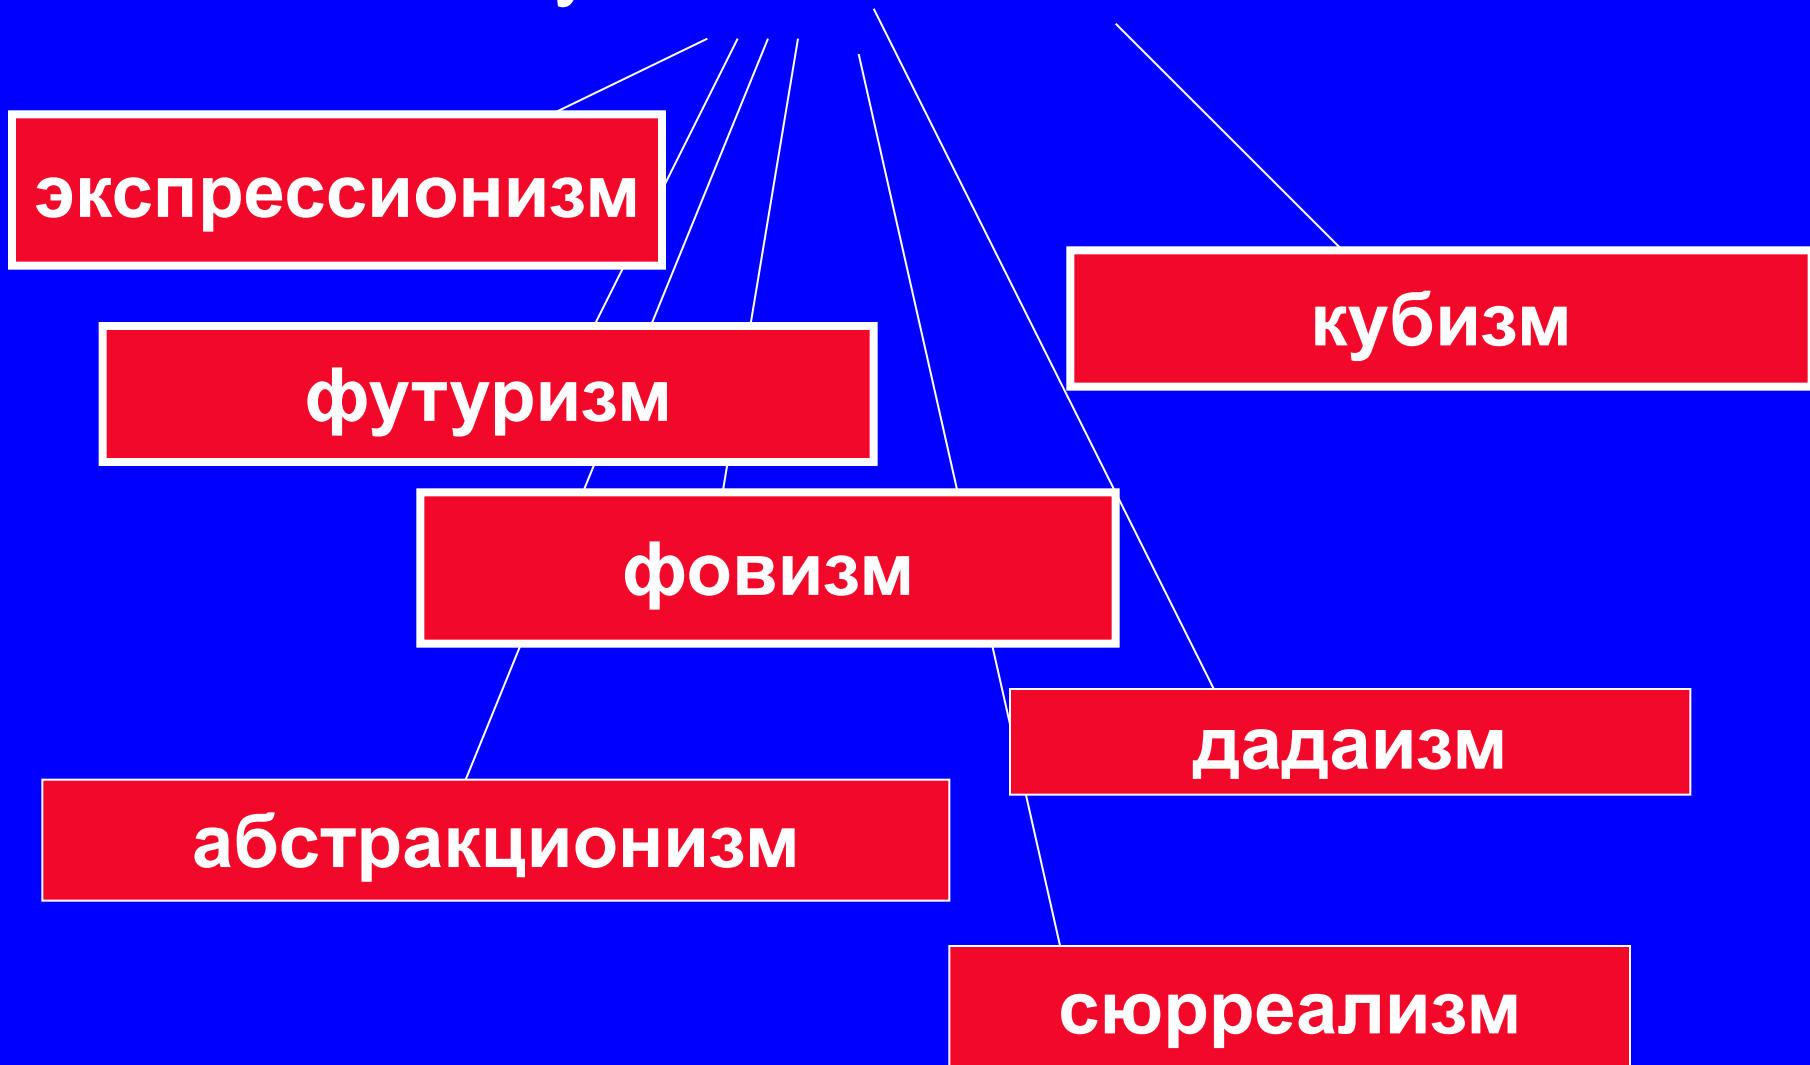 экспрессионизм
кубизм
футуризм
фовизм
дадаизм
абстракционизм
сюрреализм